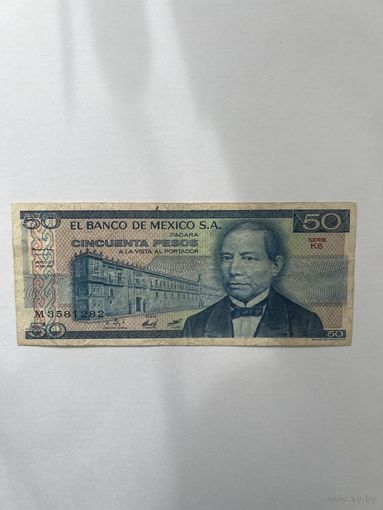 50
EL BANCO DE MEXICO S.A.
50
PAGARA
CINCUENTA PESOS
A LA VISTA AL PORTADOR
SERIE
KS
M3581282
50
50
www.ay.by